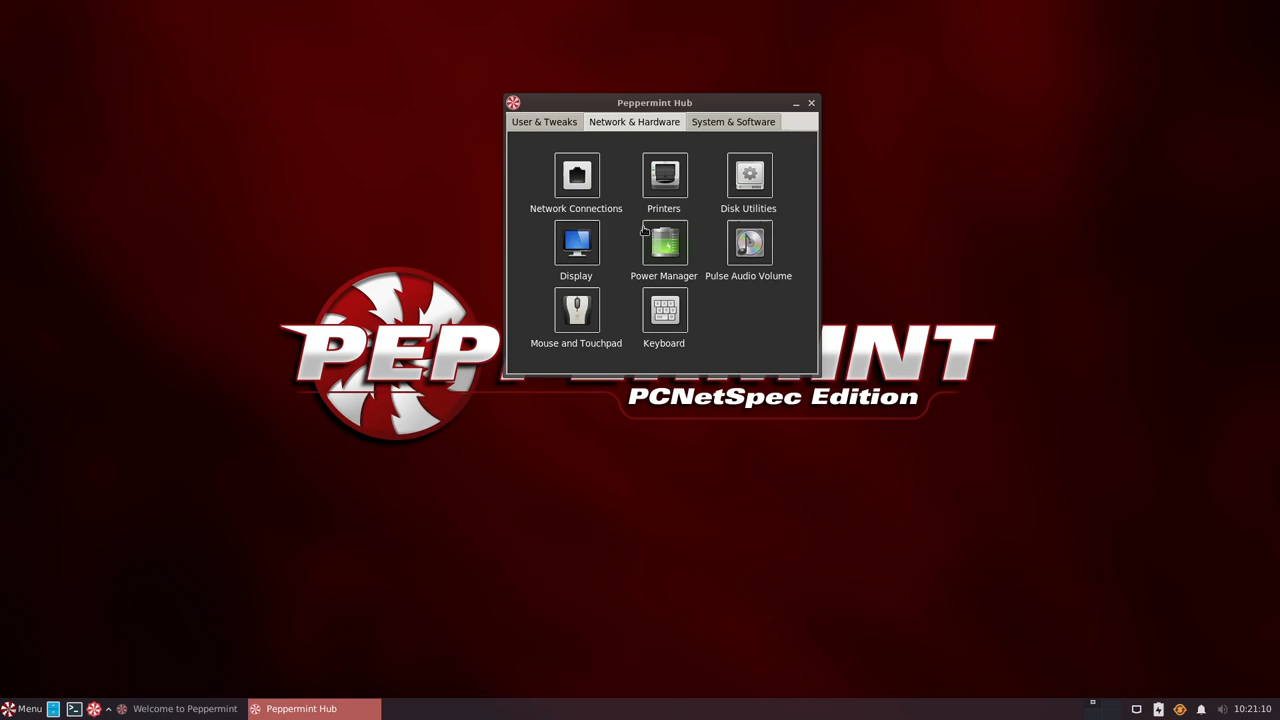 Peppermint Hub
User & Tweaks Network & Hardware System & Software
Network Connections Printers Disk Utilities
Display Power Manager Pulse Audio Volume
Mouse and Touchpad Keyboard
PEP MINT
PCNetSpec Edition
Menu Welcome to Peppermint Peppermint Hub 10:21:10